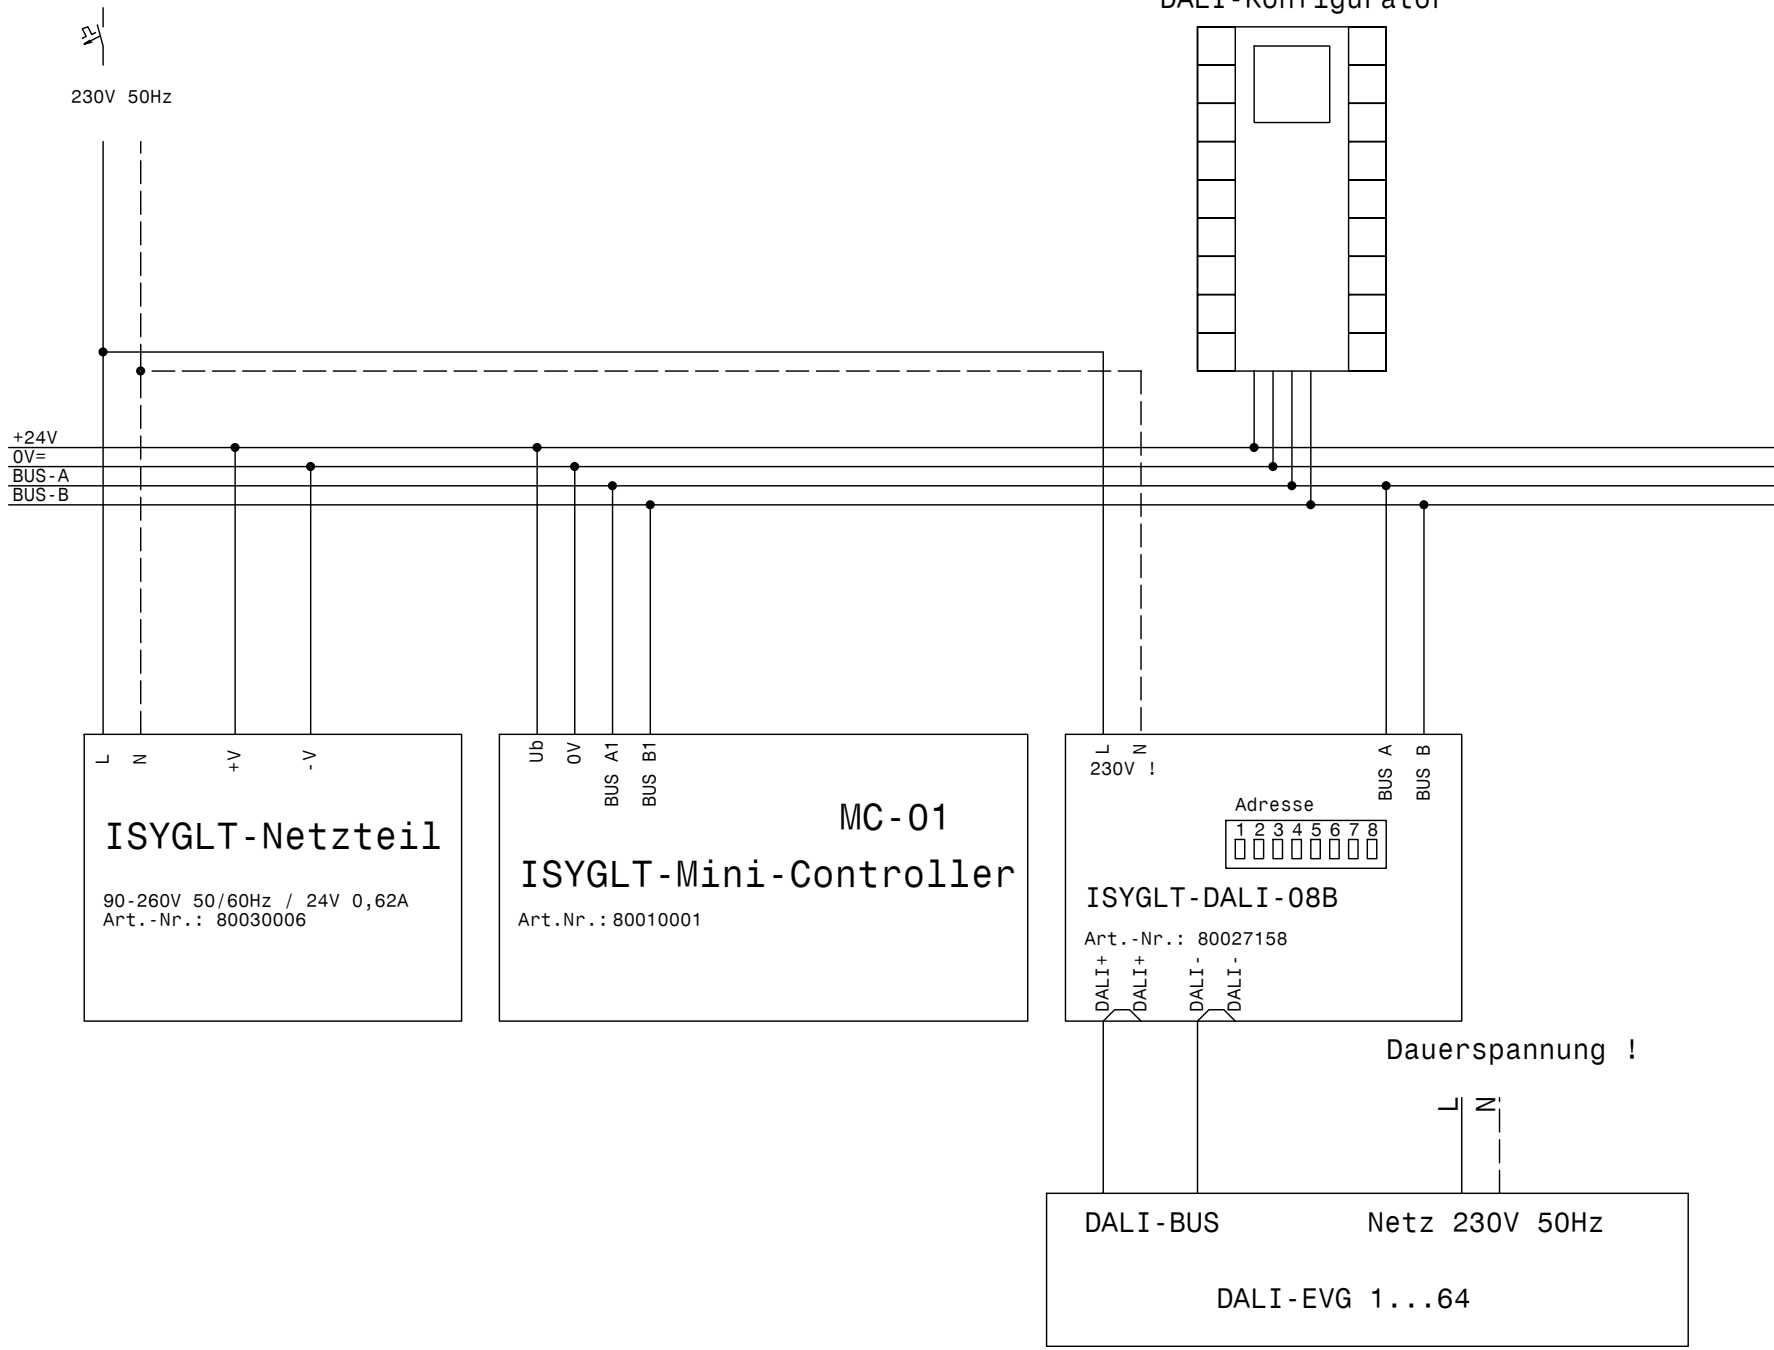 DALI-Konfigurator
230V 50Hz
+24V
0V=
BUS-A
BUS-B
L
N
+V
-V
ISYGLT-Netzteil
90-260V 50/60Hz / 24V 0,62A
Art.-Nr.: 80030006
Ub
0V
BUS A1
BUS B1
MC-01
ISYGLT-Mini-Controller
Art.Nr.: 80010001
L
N
230V !
BUS A
BUS B
Adresse
1 2 3 4 5 6 7 8
ISYGLT-DALI-08B
Art.-Nr.: 80027158
DALI+
DALI+
DALI-
DALI-
Dauerspannung !
L
N
DALI-BUS
Netz 230V 50Hz
DALI-EVG 1...64